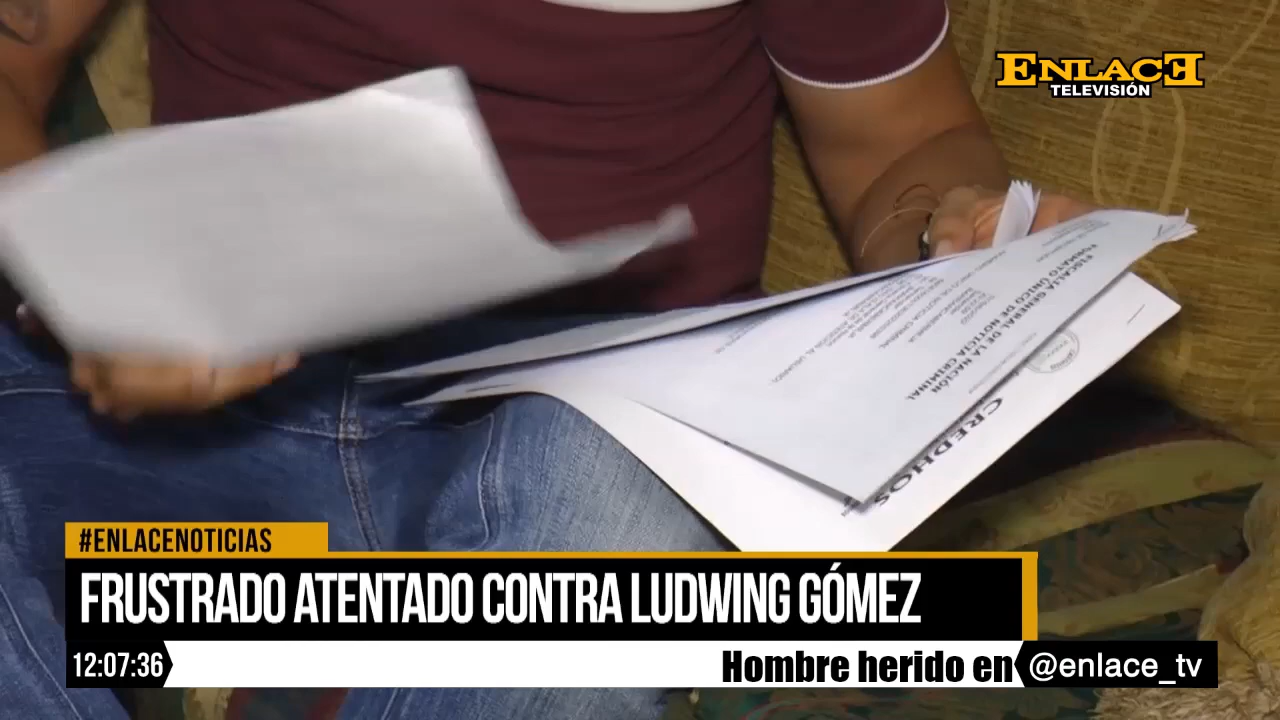 ENLACE
TELEVISIÓN
FISCALIA GENERAL DE LA NACIÓN
FORMATO ÚNICO DE NOTICIA CRIMINAL
CREDHOS
#ENLACENOTICIAS
FRUSTRADO ATENTADO CONTRA LUDWING GÓMEZ
12:07:36
Hombre herido en
@enlace_tv